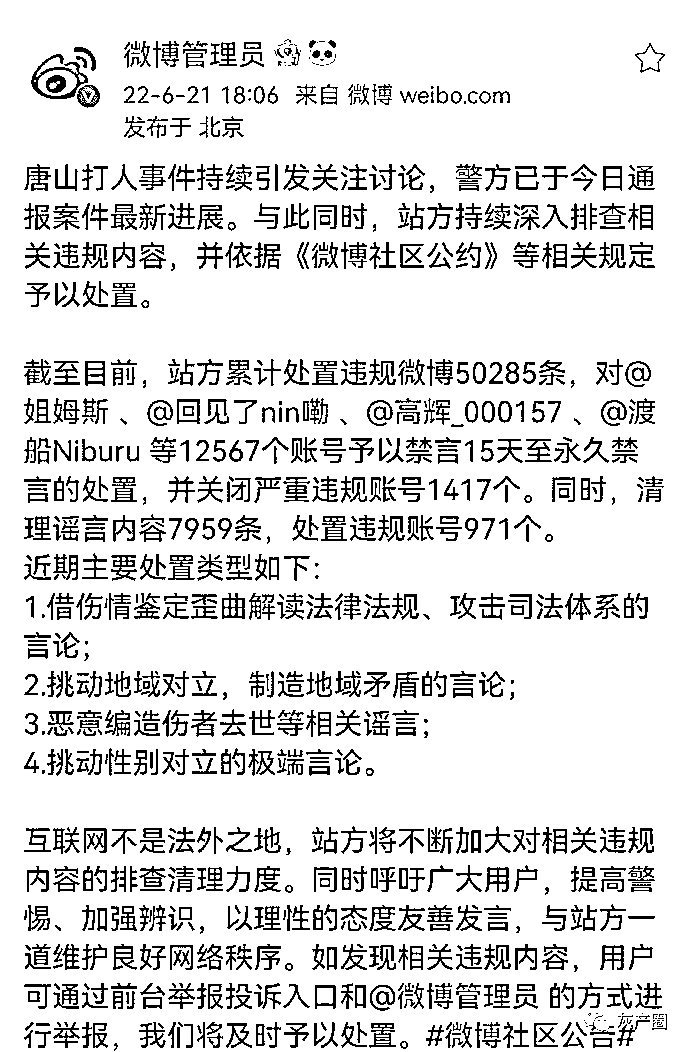 微博管理员
22-6-21 18:06 来自 微博 weibo.com
发布于 北京
唐山打人事件持续引发关注讨论，警方已于今日通
报案件最新进展。与此同时，站方持续深入排查相
关违规内容，并依据《微博社区公约》等相关规定
予以处置。
截至目前，站方累计处置违规微博50285条，对@
姐姆斯 、@回见了nin嘞 、@高辉_000157 、@渡
船Niburu 等12567个账号予以禁言15天至永久禁
言的处置，并关闭严重违规账号1417个。同时，清
理谣言内容7959条，处置违规账号971个。
近期主要处置类型如下：
1.借伤情鉴定歪曲解读法律法规、攻击司法体系的
言论；
2.挑动地域对立，制造地域矛盾的言论；
3.恶意编造伤者去世等相关谣言；
4.挑动性别对立的极端言论。
互联网不是法外之地，站方将不断加大对相关违规
内容的排查清理力度。同时呼吁广大用户，提高警
惕、加强辨识，以理性的态度友善发言，与站方一
道维护良好网络秩序。如发现相关违规内容，用户
可通过前台举报投诉入口和@微博管理员 的方式进
行举报，我们将及时予以处置。#微博社区公告#
灰产圈